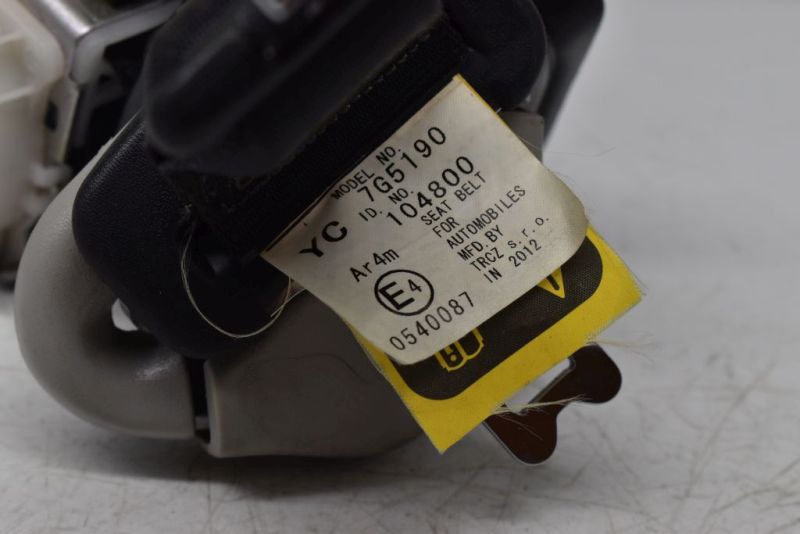 MODEL NO.
7G5190
ID. NO.
YC 104800
SEAT BELT
FOR
AUTOMOBILES
MFD. BY
TRCZ s.r.o.
IN 2012
Ar4m
E4
0540087